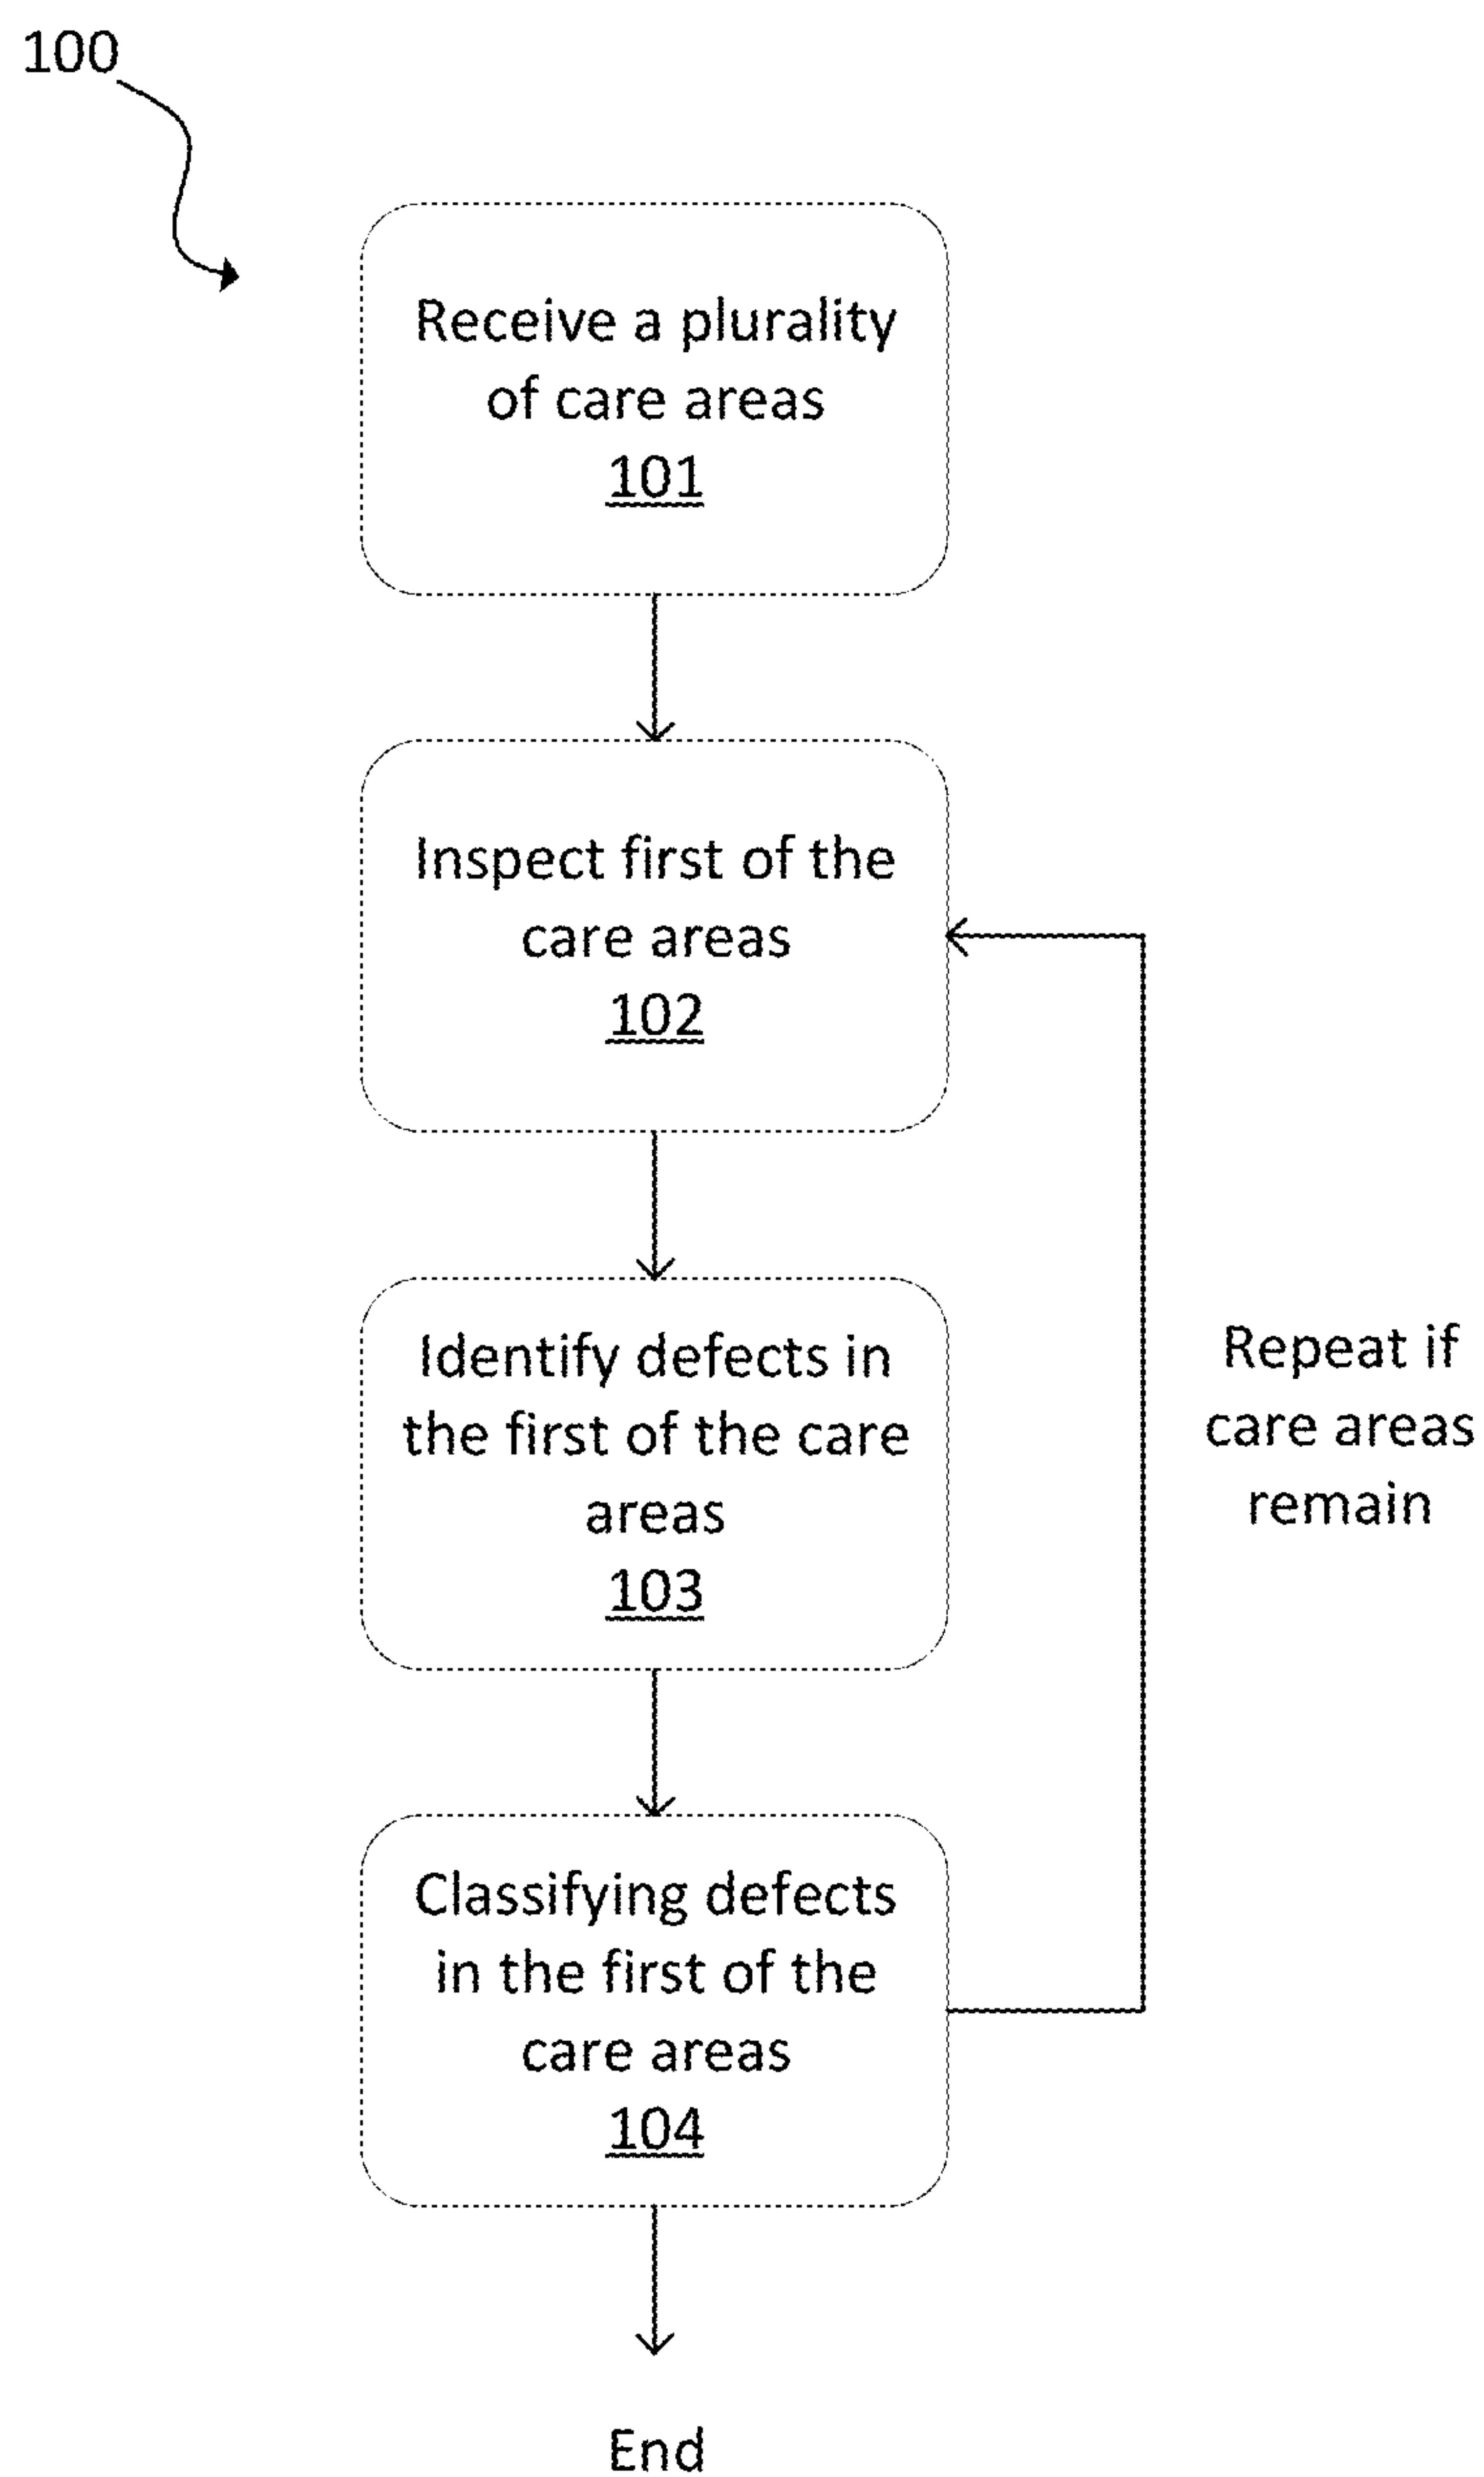 100
Receive a plurality
of care areas
101
Inspect first of the
care areas
102
Identify defects in
the first of the care
areas
103
Repeat if
care areas
remain
Classifying defects
in the first of the
care areas
104
End